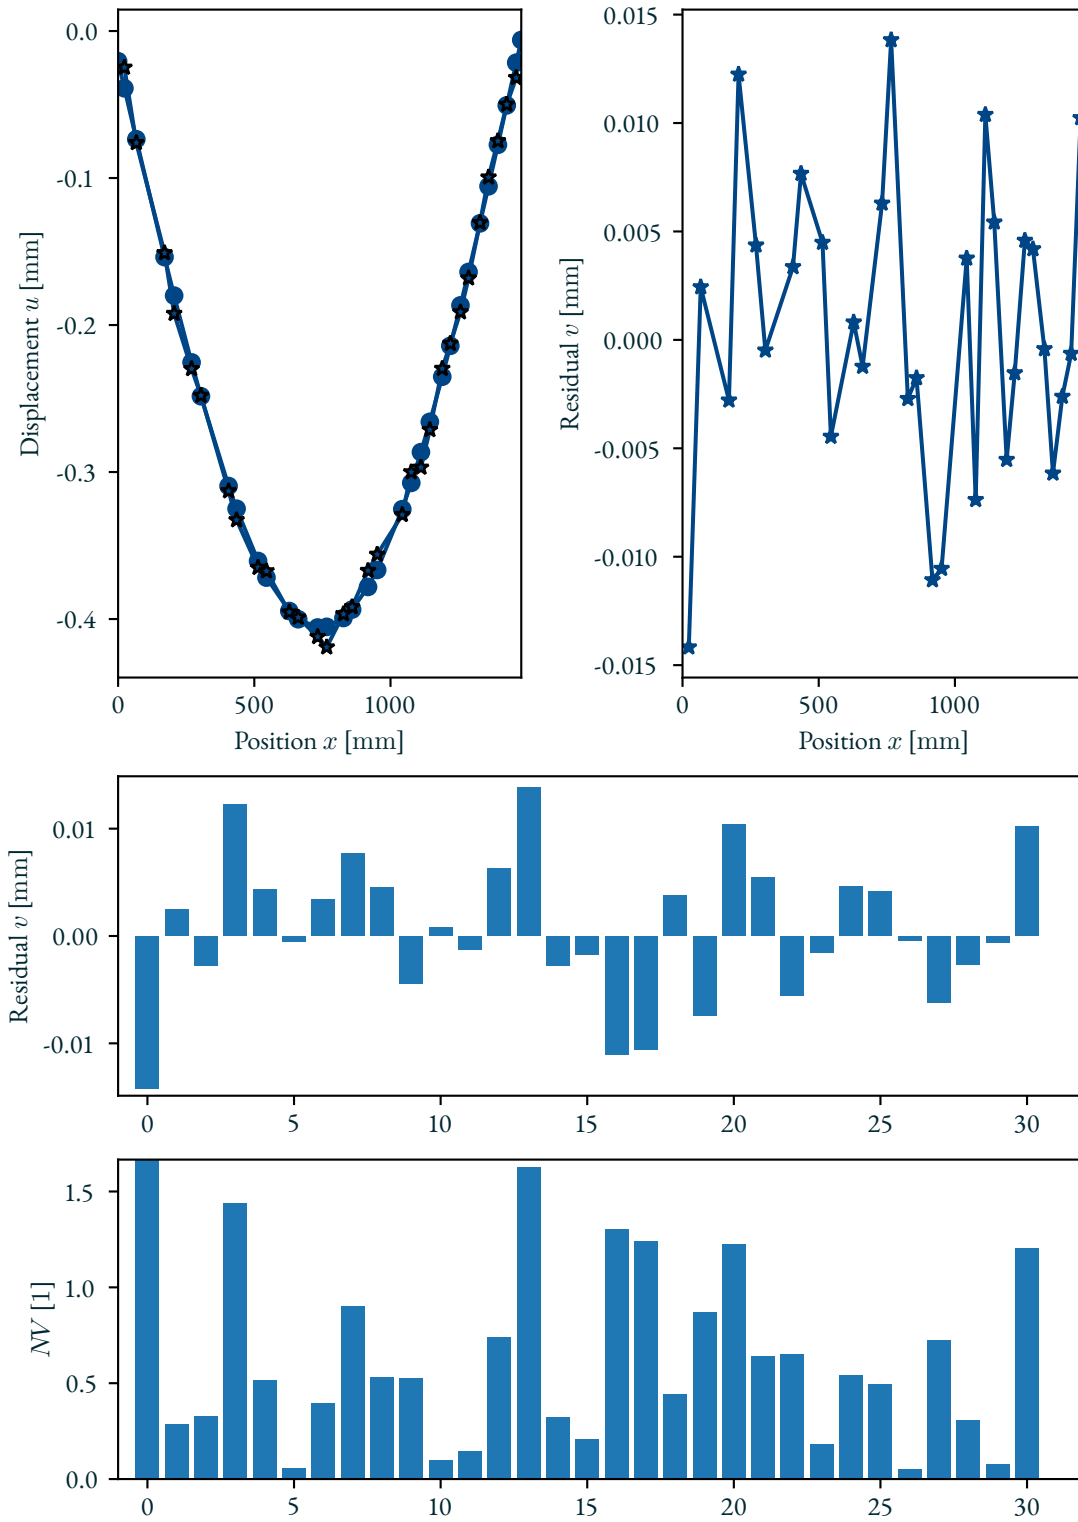 -0.0
-0.1
-0.2
-0.3
-0.4
Displacement u [mm]
0 500 1000
Position x [mm]
0.015
0.010
0.005
0.000
-0.005
-0.010
-0.015
Residual v [mm]
0 500 1000
Position x [mm]
0.01
0.00
-0.01
Residual v [mm]
0 5 10 15 20 25 30
1.5
1.0
0.5
0.0
NV [1]
0 5 10 15 20 25 30